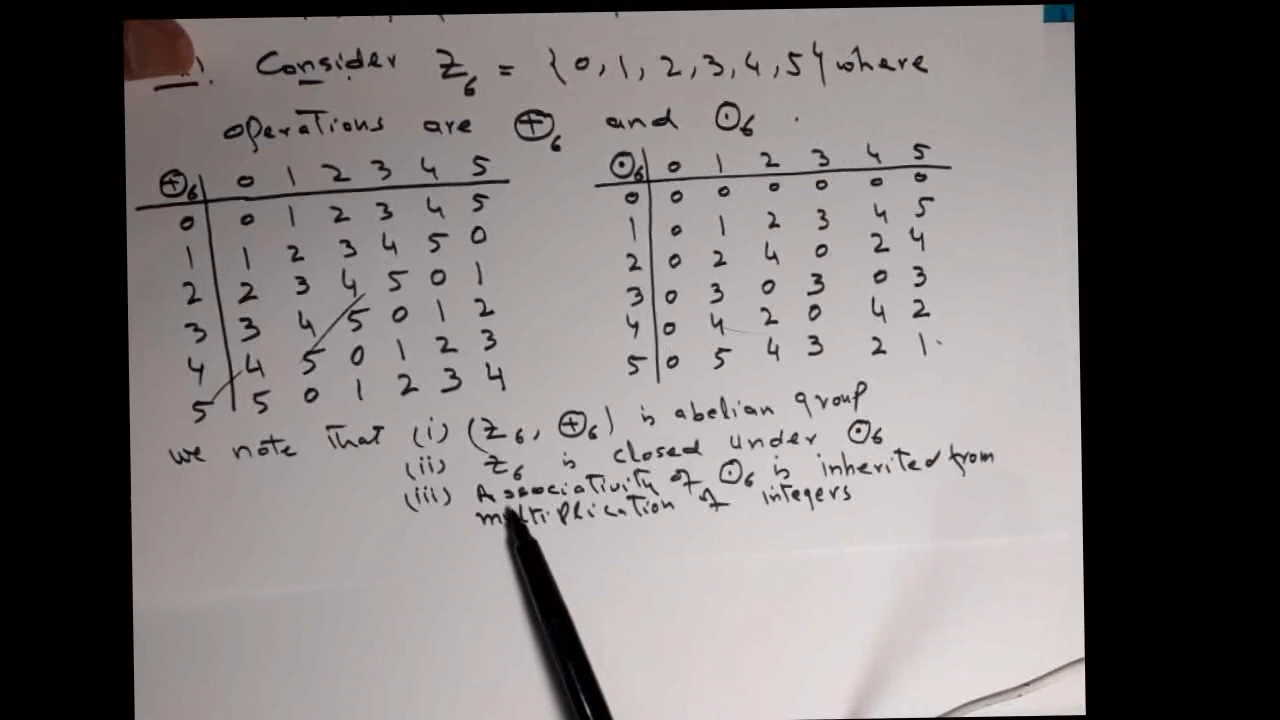 Consider Z₆ = {0, 1, 2, 3, 4, 5} where
operations are ⊕₆ and ⊙₆ .
⊕₆ | 0 1 2 3 4 5
0 | 0 1 2 3 4 5
1 | 1 2 3 4 5 0
2 | 2 3 4 5 0 1
3 | 3 4 5 0 1 2
4 | 4 5 0 1 2 3
5 | 5 0 1 2 3 4
⊙₆ | 0 1 2 3 4 5
0 | 0 0 0 0 0 0
1 | 0 1 2 3 4 5
2 | 0 2 4 0 2 4
3 | 0 3 0 3 0 3
4 | 0 4 2 0 4 2
5 | 0 5 4 3 2 1.
we note that (i) (Z₆, ⊕₆) is abelian group
(ii) Z₆ is closed under ⊙₆
(iii) Associativity of ⊙₆ is inherited from
multiplication of integers